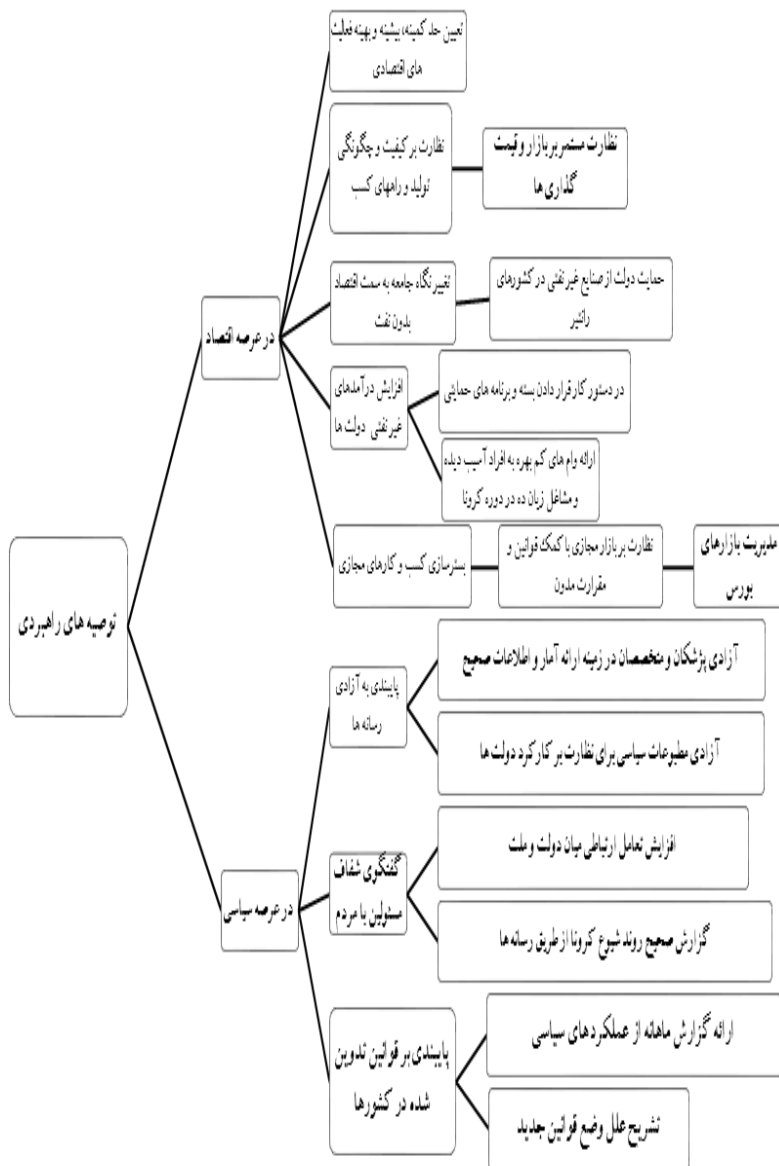 توصیه های راهبردی
در عرصه اقتصاد
تعیین حد کمینه، بیشینه و بهینه فعالیت
های اقتصادی
نظارت بر کیفیت و چگونگی
تولید و راههای کسب
نظارت مستمر بر بازار و قیمت
گذاری ها
تغییر نگاه جامعه به سمت اقتصاد
بدون نفت
حمایت دولت از صنایع غیر نفتی در کشورهای
رانتیر
افزایش درآمدهای
غیر نفتی دولت ها
در دستور کار قرار دادن بسته و برنامه های حمایتی
ارائه وام های کم بهره به افراد آسیب دیده
و مشاغل زیان ده در دوره کرونا
بسترسازی کسب و کارهای مجازی
نظارت بر بازار مجازی با کمک قوانین و
مقرارت مدون
مدیریت بازارهای
بورس
در عرصه سیاسی
پایبندی به آزادی
رسانه ها
آزادی پزشکان و متخصصان در زمینه ارائه آمار و اطلاعات صحیح
آزادی مطبوعات سیاسی برای نظارت بر کارکرد دولت ها
گفتگوی شفاف
مسئولین با مردم
افزایش تعامل ارتباطی میان دولت و ملت
گزارش صحیح روند شیوع کرونا از طریق رسانه ها
پایبندی بر قوانین تدوین
شده در کشورها
ارائه گزارش ماهانه از عملکردهای سیاسی
تشریح علل وضع قوانین جدید